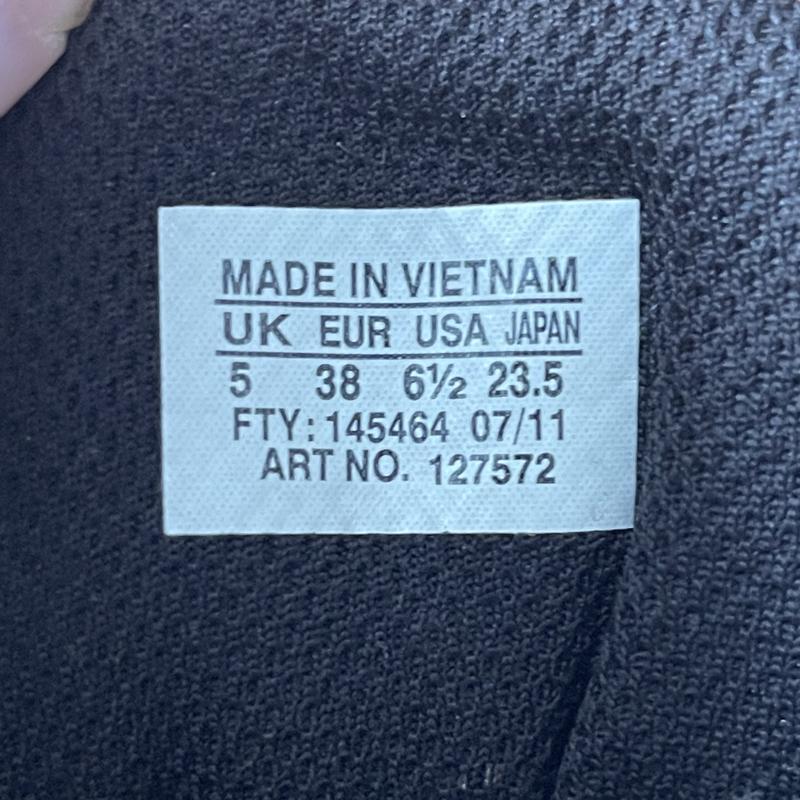 MADE IN VIETNAM
UK EUR USA JAPAN
5 38 6½ 23.5
FTY: 145464 07/11
ART NO. 127572